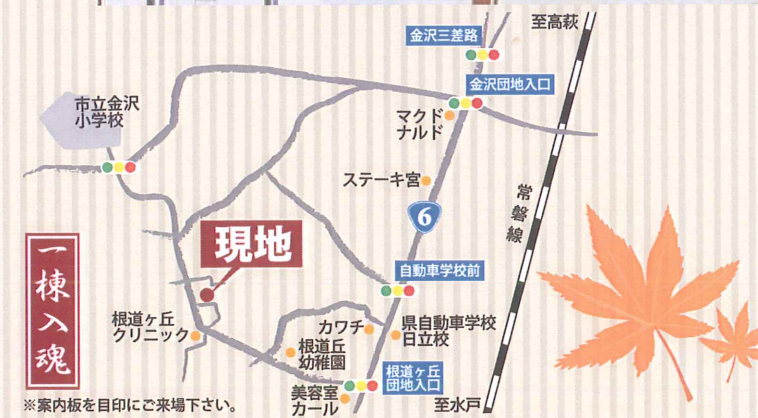 金沢三差路
至高萩
金沢団地入口
市立金沢
小学校
マクド
ナルド
ステーキ宮
常磐線
6
現地
自動車学校前
一棟入魂
根道ヶ丘
クリニック
カワチ
県自動車学校
日立校
根道丘
幼稚園
根道ヶ丘
団地入口
美容室
カール
至水戸
※案内板を目印にご来場下さい。